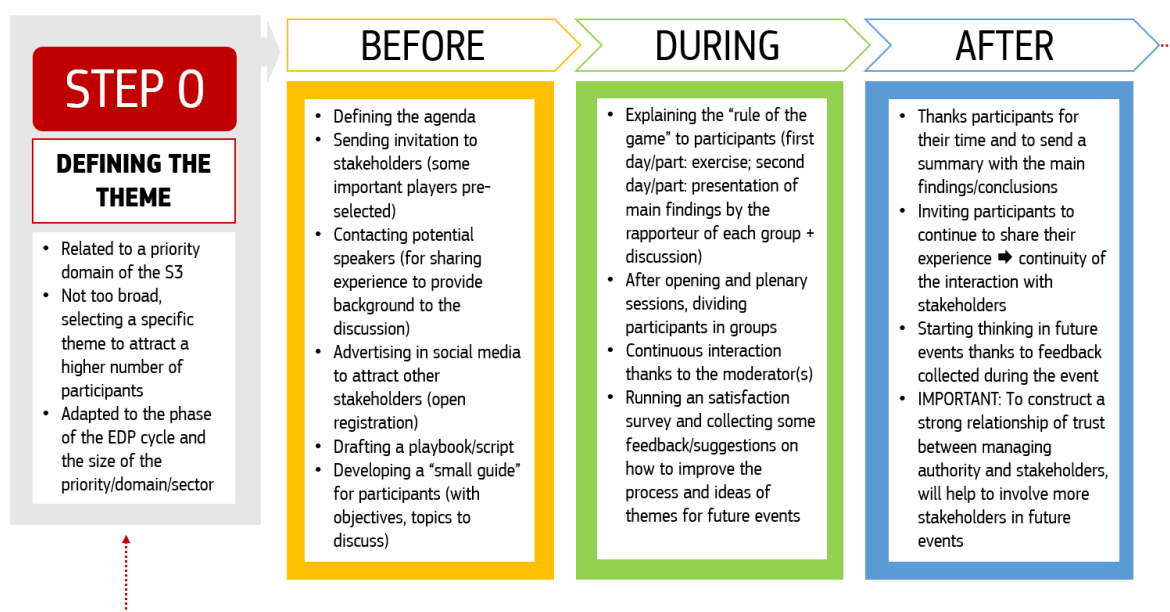 STEP 0
DEFINING THE
THEME
• Related to a priority
domain of the S3
• Not too broad,
selecting a specific
theme to attract a
higher number of
participants
• Adapted to the phase
of the EDP cycle and
the size of the
priority/domain/sector
BEFORE
• Defining the agenda
• Sending invitation to
stakeholders (some
important players pre-
selected)
• Contacting potential
speakers (for sharing
experience to provide
background to the
discussion)
• Advertising in social media
to attract other
stakeholders (open
registration)
• Drafting a playbook/script
• Developing a “small guide”
for participants (with
objectives, topics to
discuss)
DURING
• Explaining the “rule of the
game” to participants (first
day/part: exercise; second
day/part: presentation of
main findings by the
rapporteur of each group +
discussion)
• After opening and plenary
sessions, dividing
participants in groups
• Continuous interaction
thanks to the moderator(s)
• Running an satisfaction
survey and collecting some
feedback/suggestions on
how to improve the
process and ideas of
themes for future events
AFTER
• Thanks participants for
their time and to send a
summary with the main
findings/conclusions
• Inviting participants to
continue to share their
experience 🡆 continuity of
the interaction with
stakeholders
• Starting thinking in future
events thanks to feedback
collected during the event
• IMPORTANT: To construct a
strong relationship of trust
between managing
authority and stakeholders,
will help to involve more
stakeholders in future
events